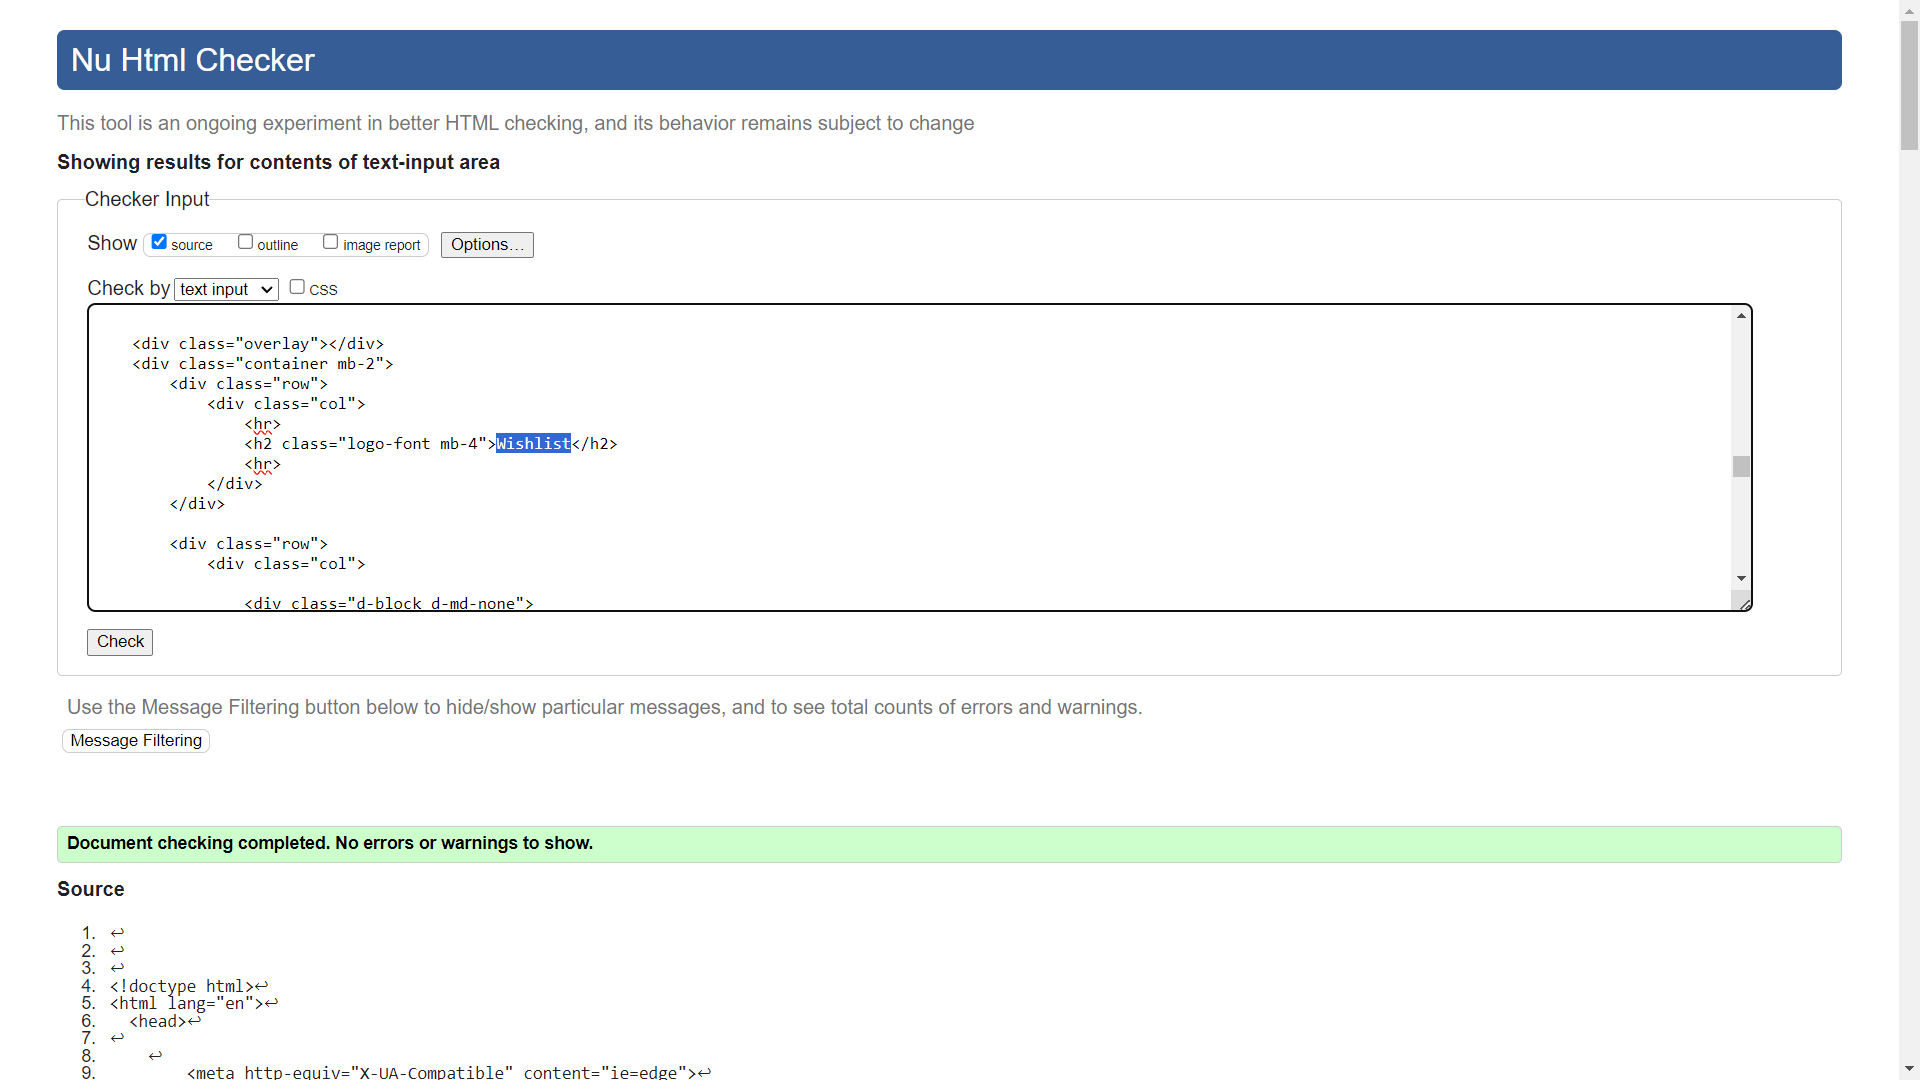 Nu Html Checker
This tool is an ongoing experiment in better HTML checking, and its behavior remains subject to change
Showing results for contents of text-input area
Checker Input
Show source outline image report Options...
Check by text input CSS
<div class="overlay"></div>
<div class="container mb-2">
<div class="row">
<div class="col">
<hr>
<h2 class="logo-font mb-4">Wishlist</h2>
<hr>
</div>
</div>
<div class="row">
<div class="col">
<div class="d-block d-md-none">
Check
Use the Message Filtering button below to hide/show particular messages, and to see total counts of errors and warnings.
Message Filtering
Document checking completed. No errors or warnings to show.
Source
1. ↩
2. ↩
3. ↩
4. <!doctype html>↩
5. <html lang="en">↩
6. <head>↩
7. ↩
8. ↩
9. <meta http-equiv="X-UA-Compatible" content="ie=edge">↩